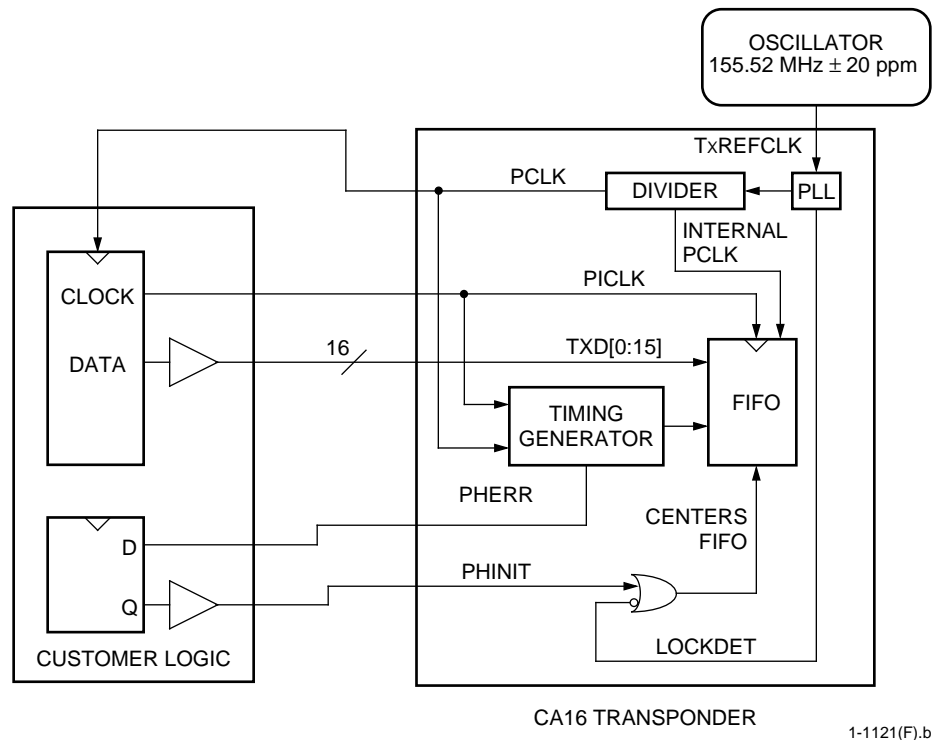 OSCILLATOR
155.52 MHz ± 20 ppm
TxREFCLK
PCLK
DIVIDER
PLL
INTERNAL
PCLK
CLOCK
PICLK
DATA
16
TXD[0:15]
FIFO
TIMING
GENERATOR
PHERR
CENTERS
FIFO
D
PHINIT
Q
LOCKDET
CUSTOMER LOGIC
CA16 TRANSPONDER
1-1121(F).b